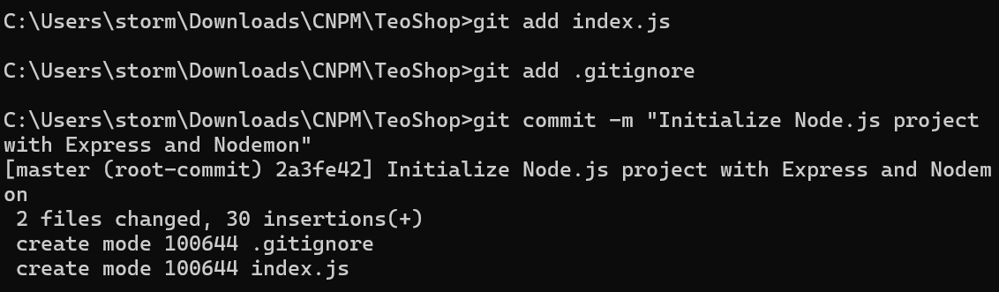 C:\Users\storm\Downloads\CNPM\TeoShop>git add index.js
C:\Users\storm\Downloads\CNPM\TeoShop>git add .gitignore
C:\Users\storm\Downloads\CNPM\TeoShop>git commit -m "Initialize Node.js project
with Express and Nodemon"
[master (root-commit) 2a3fe42] Initialize Node.js project with Express and Nodem
on
 2 files changed, 30 insertions(+)
 create mode 100644 .gitignore
 create mode 100644 index.js